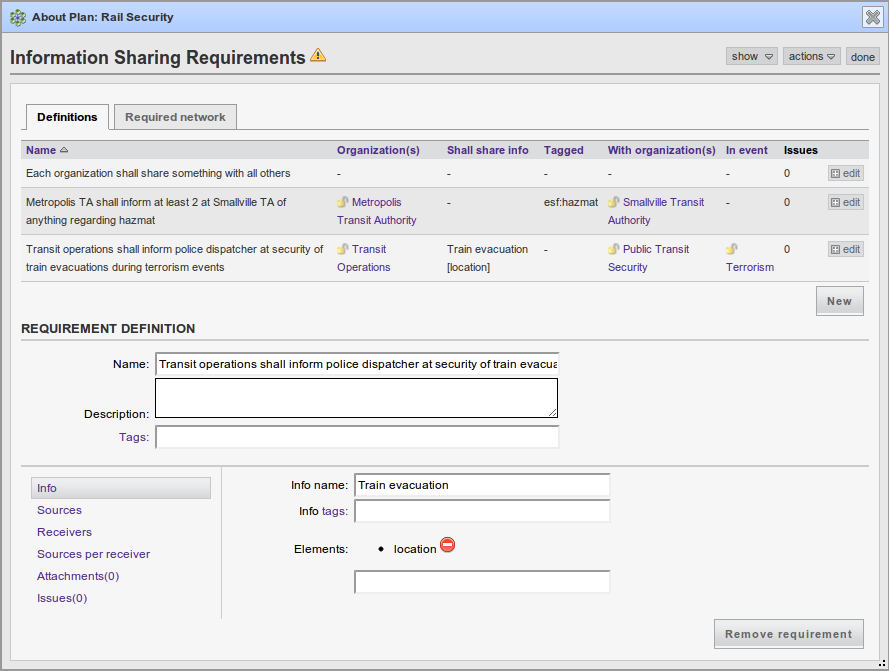 About Plan: Rail Security
Information Sharing Requirements
show actions done
Definitions Required network
Name Organization(s) Shall share info Tagged With organization(s) In event Issues
Each organization shall share something with all others - - - - - 0 edit
Metropolis TA shall inform at least 2 at Smallville TA of Metropolis - esf:hazmat Smallville Transit - 0 edit
anything regarding hazmat Transit Authority Authority
Transit operations shall inform police dispatcher at security of Transit Train evacuation - Public Transit 0 edit
train evacuations during terrorism events Operations [location] Security Terrorism
New
REQUIREMENT DEFINITION
Name: Transit operations shall inform police dispatcher at security of train evacua
Description:
Tags:
Info
Sources
Receivers
Sources per receiver
Attachments(0)
Issues(0)
Info name: Train evacuation
Info tags:
Elements: • location
Remove requirement